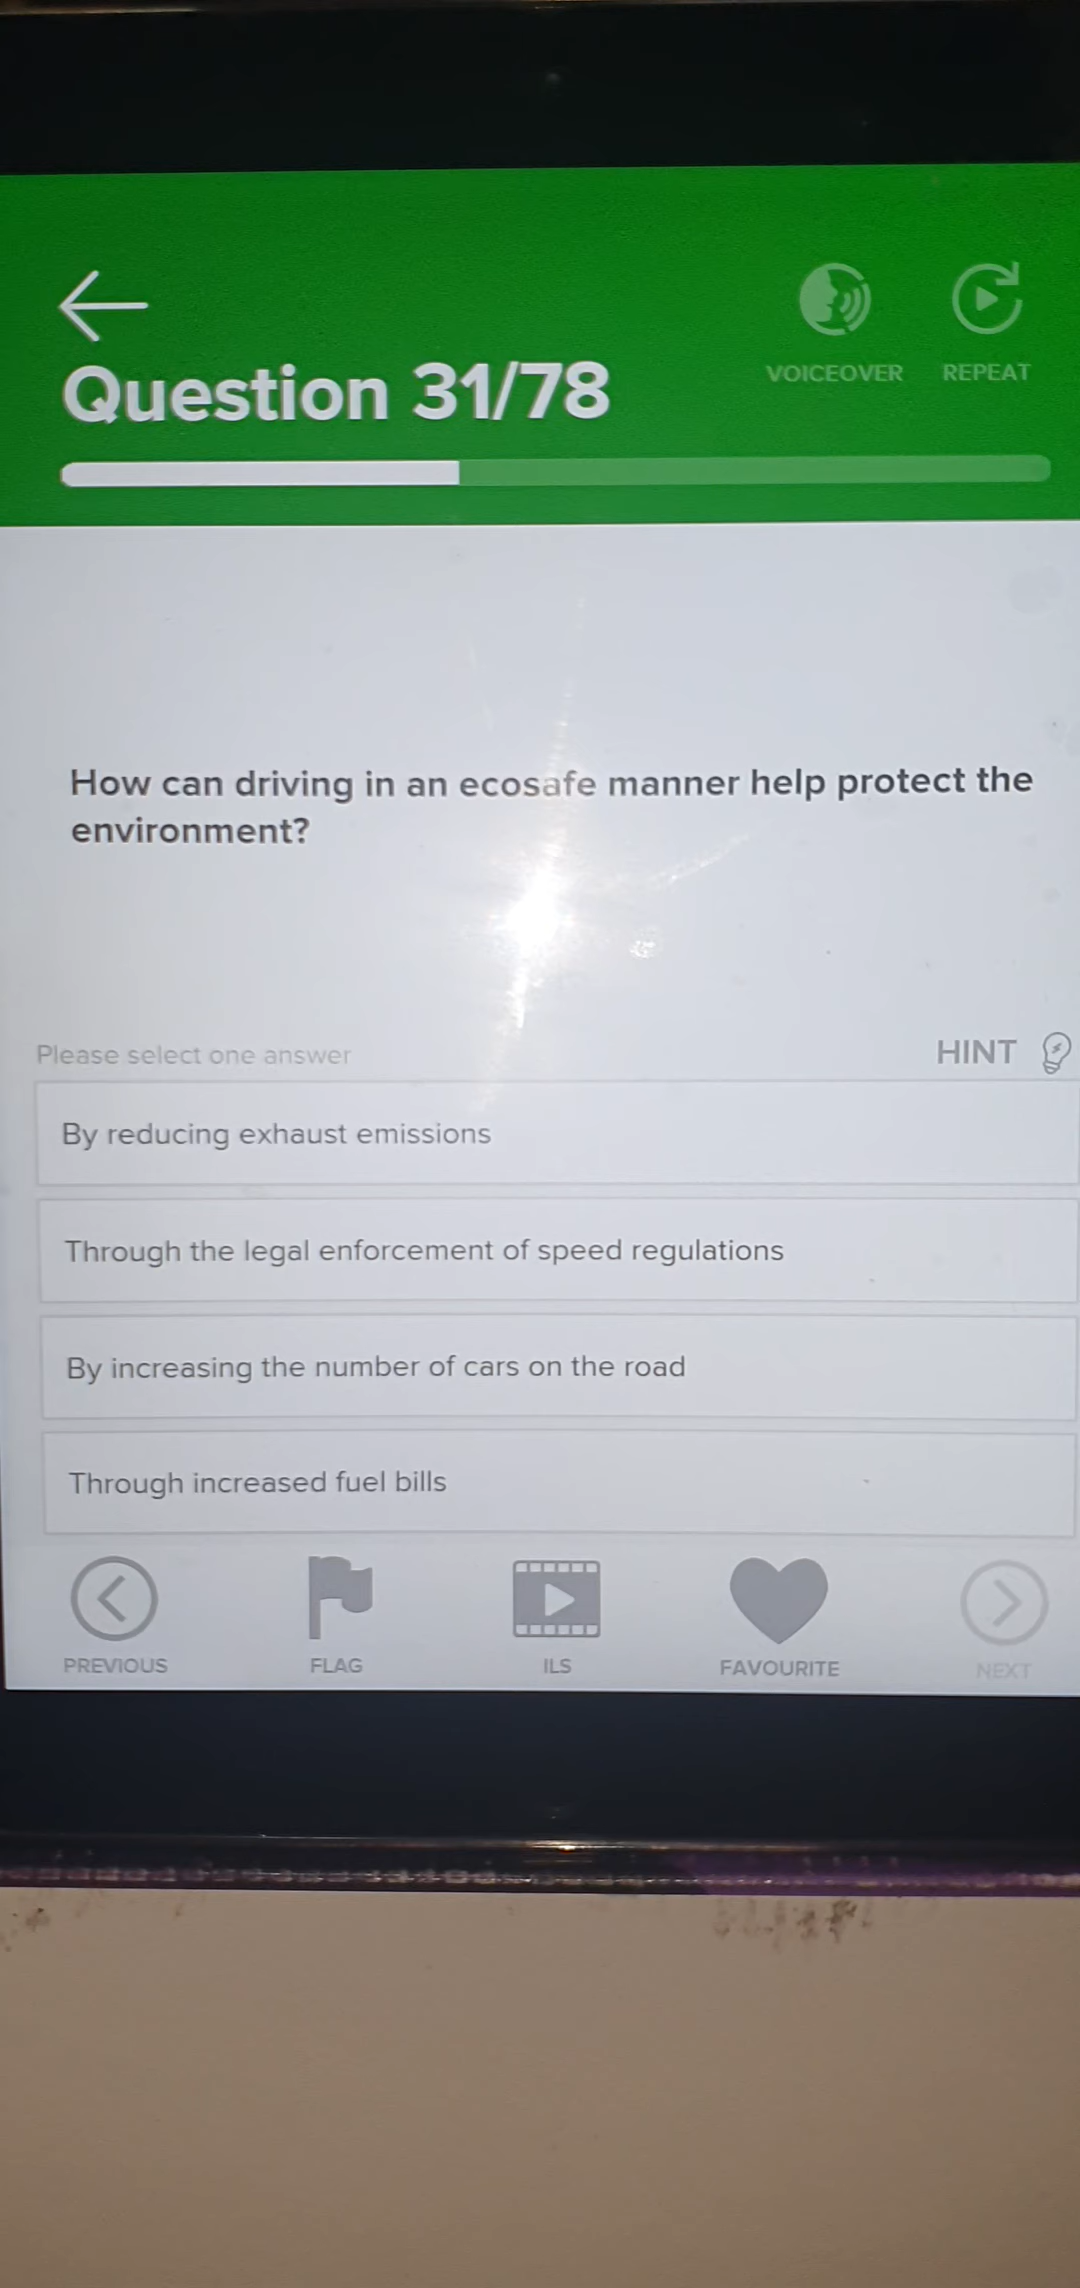 VOICEOVER
REPEAT
Question 31/78
How can driving in an ecosafe manner help protect the
environment?
Please select one answer
HINT
By reducing exhaust emissions
Through the legal enforcement of speed regulations
By increasing the number of cars on the road
Through increased fuel bills
PREVIOUS
FLAG
ILS
FAVOURITE
NEXT